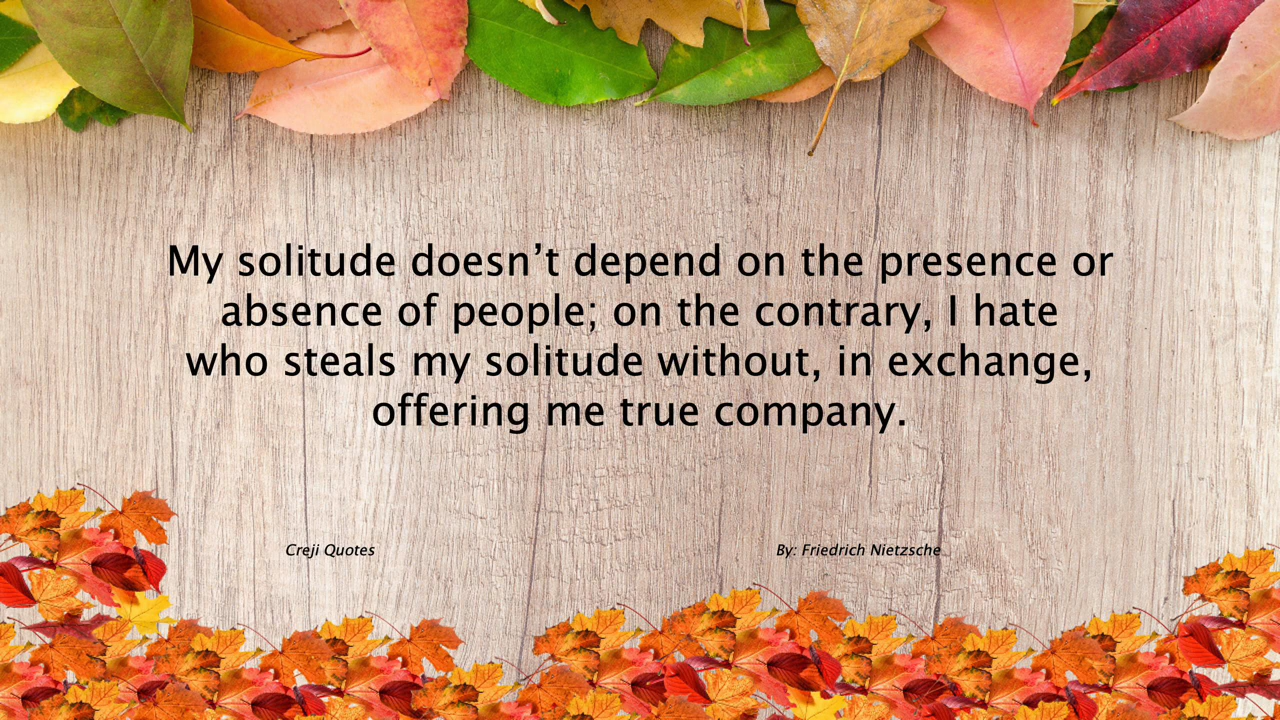 My solitude doesn’t depend on the presence or
absence of people; on the contrary, I hate
who steals my solitude without, in exchange,
offering me true company.
Creji Quotes
By: Friedrich Nietzsche